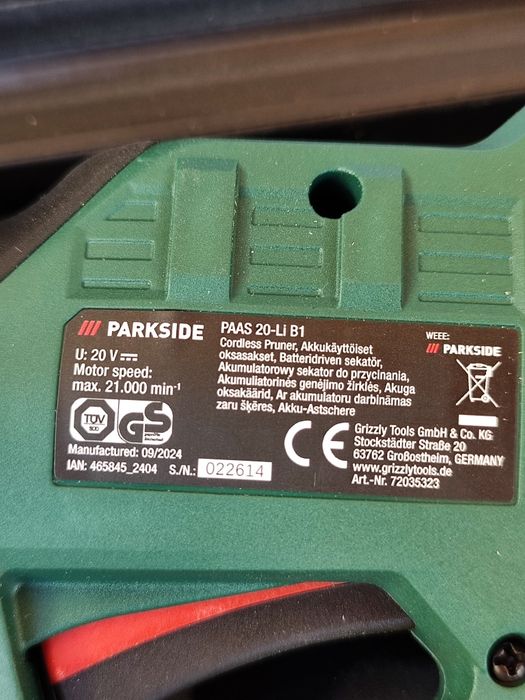 PARKSIDE
U: 20 V
Motor speed:
max. 21.000 min⁻¹
TÜV
SÜD
GS
Manufactured: 09/2024
IAN: 465845_2404 S./N.: 022614
PAAS 20-Li B1
Cordless Pruner, Akkukäyttöiset
oksasakset, Batteridriven sekatör,
Akumulatorowy sekator do przycinania,
Akumuliatorinės genėjimo žirklės, Akuga
oksakäärid, Ar akumulatoru darbināmas
zaru šķēres, Akku-Astschere
WEEE:
PARKSIDE
CE
Grizzly Tools GmbH & Co. KG
Stockstädter Straße 20
63762 Großostheim, GERMANY
www.grizzlytools.de
Art.-Nr. 72035323